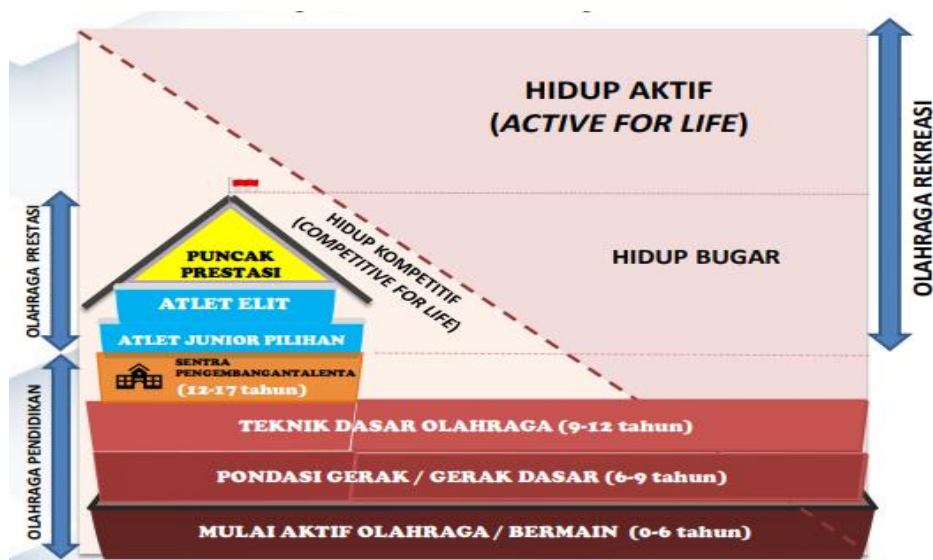 HIDUP AKTIF
(ACTIVE FOR LIFE)
OLAHRAGA REKREASI
HIDUP KOMPETITIF
(COMPETITIVE FOR LIFE)
HIDUP BUGAR
OLAHRAGA PRESTASI
PUNCAK
PRESTASI
ATLET ELIT
ATLET JUNIOR PILIHAN
SENTRA
PENGEMBANGANTALENTA
(12-17 tahun)
OLAHRAGA PENDIDIKAN
TEKNIK DASAR OLAHRAGA (9-12 tahun)
PONDASI GERAK / GERAK DASAR (6-9 tahun)
MULAI AKTIF OLAHRAGA / BERMAIN (0-6 tahun)